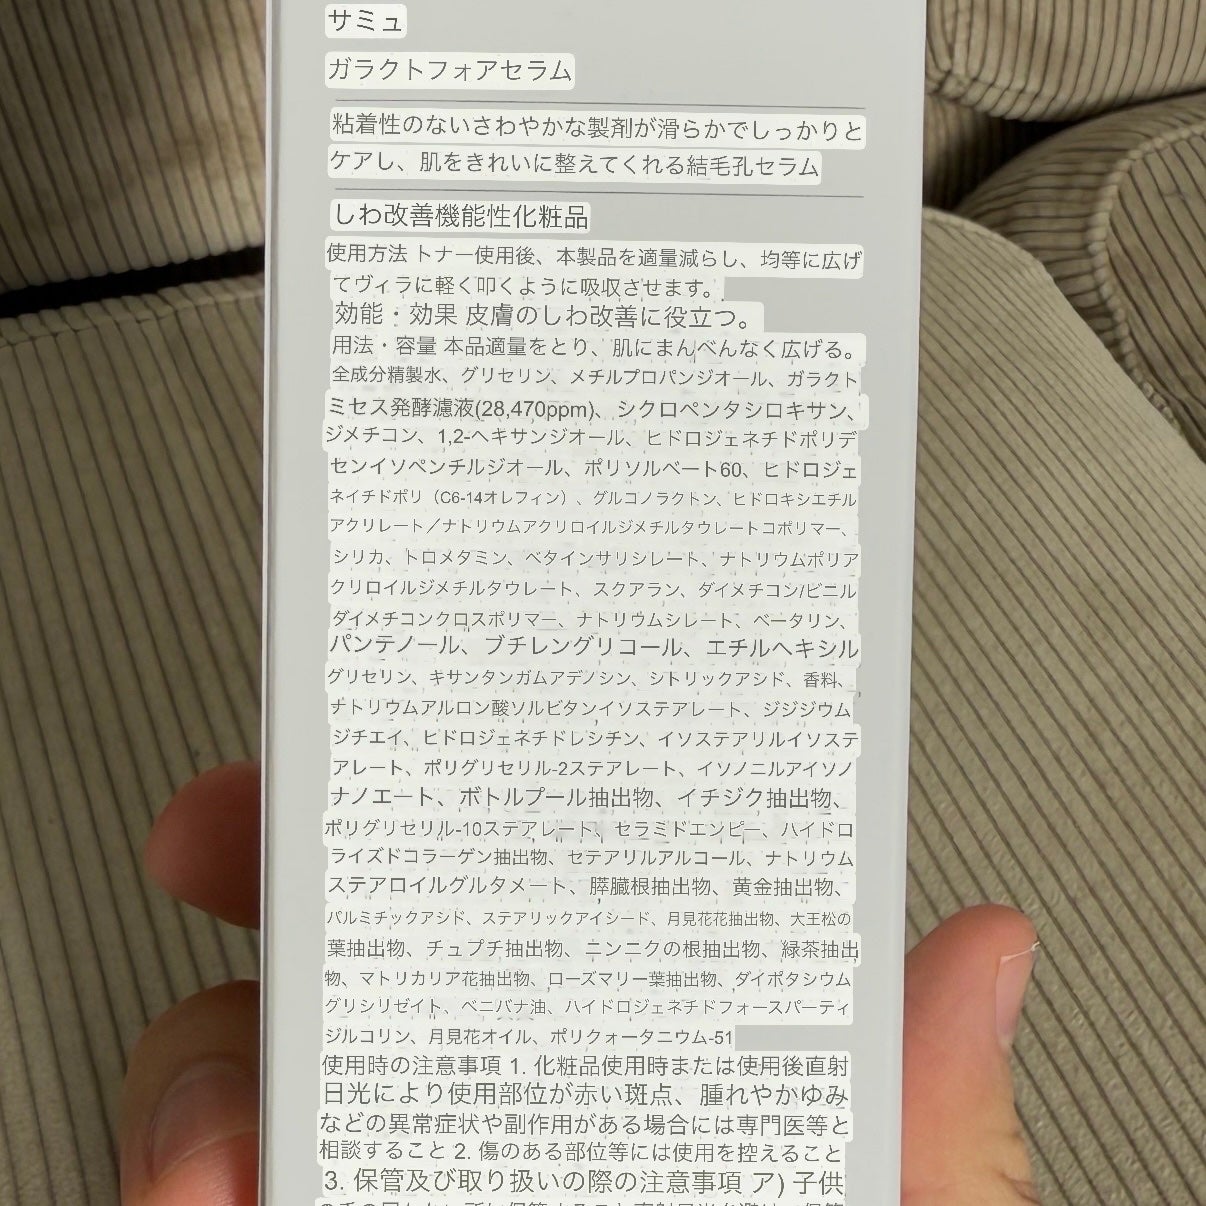 サミュ
ガラクトフォアセラム
粘着性のないさわやかな製剤が滑らかでしっかりと
ケアし、肌をきれいに整えてくれる結毛孔セラム
しわ改善機能性化粧品
使用方法 トナー使用後、本製品を適量減らし、均等に広げ
てヴィラに軽く叩くように吸収させます。
効能・効果 皮膚のしわ改善に役立つ。
用法・容量 本品適量をとり、肌にまんべんなく広げる。
全成分精製水、グリセリン、メチルプロパンジオール、ガラクト
ミセス発酵濾液(28,470ppm)、シクロペンタシロキサン、
ジメチコン、1,2-ヘキサンジオール、ヒドロジェネチドポリデ
センイソペンチルジオール、ポリソルベート60、ヒドロジェ
ネイチドポリ（C6-14オレフィン）、グルコノラクトン、ヒドロキシエチル
アクリレート／ナトリウムアクリロイルジメチルタウレートコポリマー、
シリカ、トロメタミン、ベタインサリシレート、ナトリウムポリア
クリロイルジメチルタウレート、スクアラン、ダイメチコン/ビニル
ダイメチコンクロスポリマー、ナトリウムシレート、ベータリン、
パンテノール、ブチレングリコール、エチルヘキシル
グリセリン、キサンタンガムアデノシン、シトリックアシド、香料、
ナトリウムアルロン酸ソルビタンイソステアレート、ジジジウム
ジチエイ、ヒドロジェネチドレシチン、イソステアリルイソステ
アレート、ポリグリセリル-2ステアレート、イソノニルアイソノ
ナノエート、ボトルプール抽出物、イチジク抽出物、
ポリグリセリル-10ステアレート、セラミドエンピー、ハイドロ
ライズドコラーゲン抽出物、セテアリルアルコール、ナトリウム
ステアロイルグルタメート、膵臓根抽出物、黄金抽出物、
パルミチックアシド、ステアリックアイシード、月見花花抽出物、大王松の
葉抽出物、チュプチ抽出物、ニンニクの根抽出物、緑茶抽出
物、マトリカリア花抽出物、ローズマリー葉抽出物、ダイポタシウム
グリシリゼイト、ベニバナ油、ハイドロジェネチドフォースパーティ
ジルコリン、月見花オイル、ポリクォータニウム-51
使用時の注意事項 1. 化粧品使用時または使用後直射
日光により使用部位が赤い斑点、腫れやかゆみ
などの異常症状や副作用がある場合には専門医等と
相談すること 2. 傷のある部位等には使用を控えること
3. 保管及び取り扱いの際の注意事項 ア) 子供